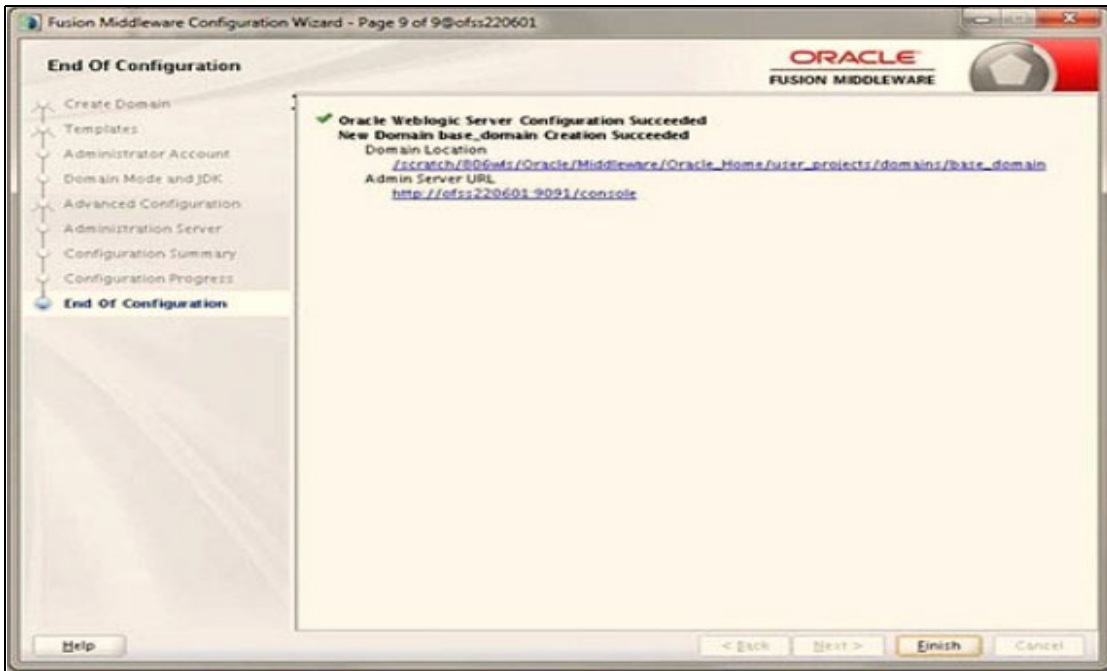 Fusion Middleware Configuration Wizard - Page 9 of 9@ofss220601
End Of Configuration
ORACLE
FUSION MIDDLEWARE
Create Domain
Templates
Administrator Account
Domain Mode and JDK
Advanced Configuration
Administration Server
Configuration Summary
Configuration Progress
End Of Configuration
Oracle Weblogic Server Configuration Succeeded
New Domain base_domain Creation Succeeded
Domain Location
/scratch/806wls/Oracle/Middleware/Oracle_Home/user_projects/domains/base_domain
Admin Server URL
http://ofss220601:9091/console
Help
< Back
Next >
Finish
Cancel